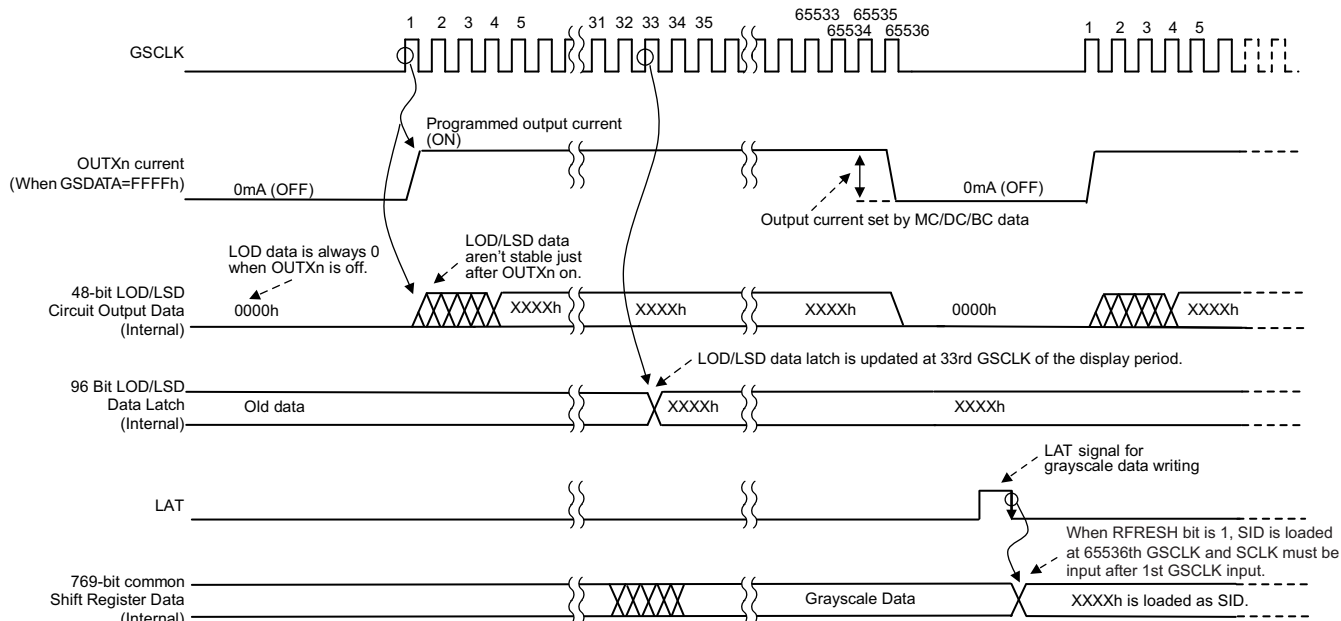 1 2 3 4 5 31 32 33 34 35 65533 65534 65535 65536 1 2 3 4 5
GSCLK
Programmed output current
(ON)
OUTXn current
(When GSDATA=FFFFh)
0mA (OFF)
0mA (OFF)
Output current set by MC/DC/BC data
LOD data is always 0
when OUTXn is off.
LOD/LSD data
aren't stable just
after OUTXn on.
48-bit LOD/LSD
Circuit Output Data
(Internal)
0000h XXXXh XXXXh XXXXh 0000h XXXXh
LOD/LSD data latch is updated at 33rd GSCLK of the display period.
96 Bit LOD/LSD
Data Latch
(Internal)
Old data XXXXh XXXXh
LAT signal for
grayscale data writing
LAT
When RFRESH bit is 1, SID is loaded
at 65536th GSCLK and SCLK must be
input after 1st GSCLK input.
769-bit common
Shift Register Data
(Internal)
Grayscale Data XXXXh is loaded as SID.